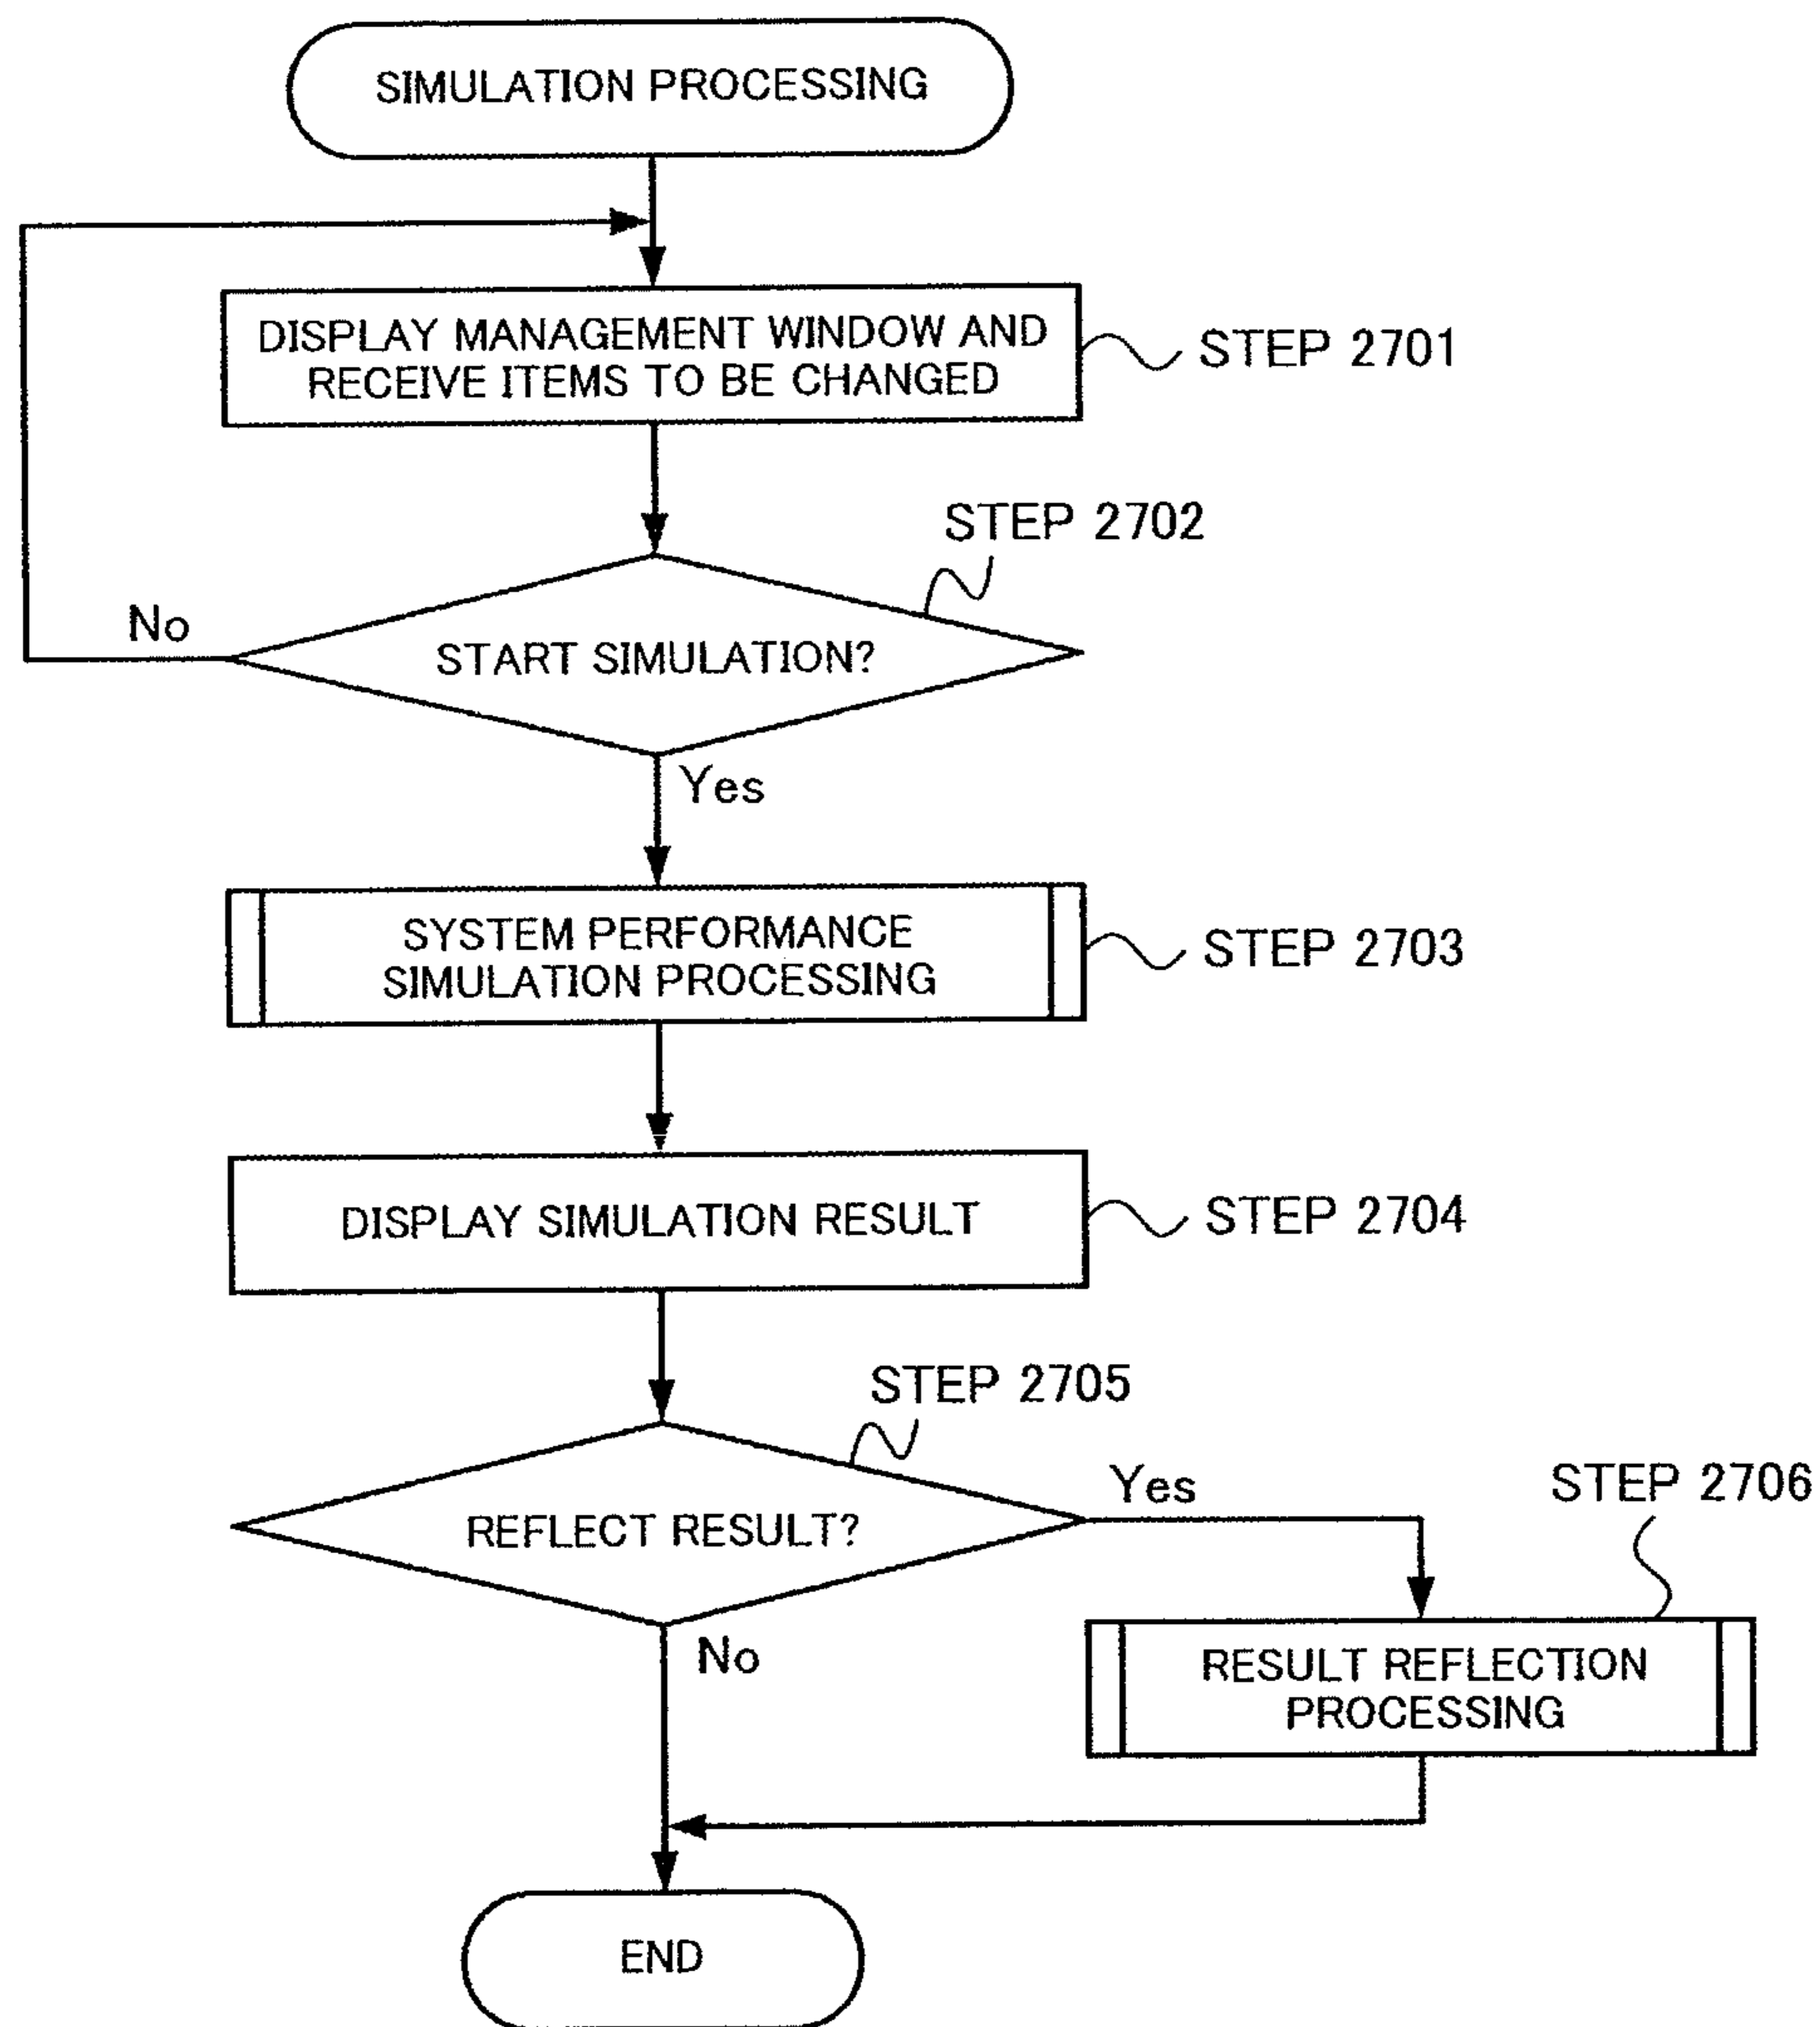 SIMULATION PROCESSING
DISPLAY MANAGEMENT WINDOW AND
RECEIVE ITEMS TO BE CHANGED
STEP 2701
STEP 2702
No
START SIMULATION?
Yes
SYSTEM PERFORMANCE
SIMULATION PROCESSING
STEP 2703
DISPLAY SIMULATION RESULT
STEP 2704
STEP 2705
REFLECT RESULT?
Yes
STEP 2706
No
RESULT REFLECTION
PROCESSING
END